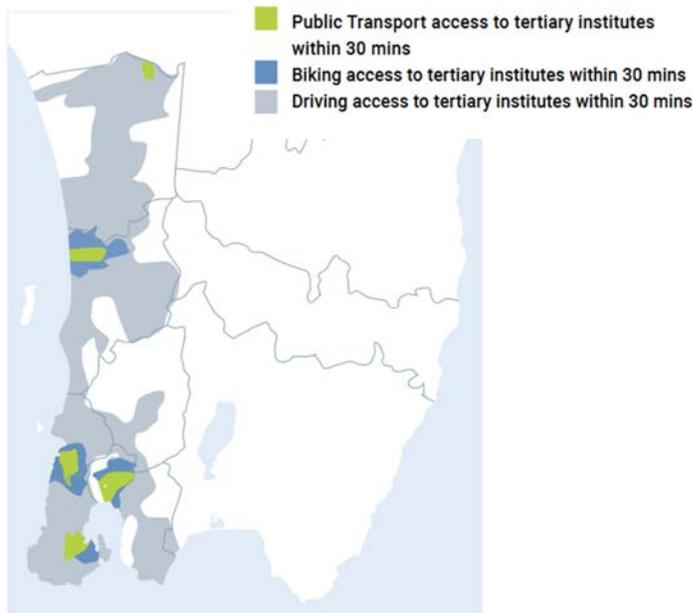 Public Transport access to tertiary institutes
within 30 mins
Biking access to tertiary institutes within 30 mins
Driving access to tertiary institutes within 30 mins